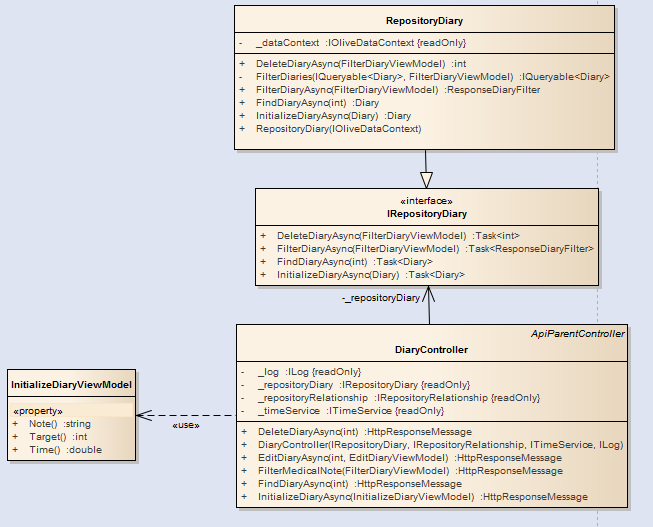 RepositoryDiary
- _dataContext :IOliveDataContext {readOnly}
+ DeleteDiaryAsync(FilterDiaryViewModel) :int
- FilterDiaries(IQueryable<Diary>, FilterDiaryViewModel) :IQueryable<Diary>
+ FilterDiaryAsync(FilterDiaryViewModel) :ResponseDiaryFilter
+ FindDiaryAsync(int) :Diary
+ InitializeDiaryAsync(Diary) :Diary
+ RepositoryDiary(IOliveDataContext)
«interface»
IRepositoryDiary
+ DeleteDiaryAsync(FilterDiaryViewModel) :Task<int>
+ FilterDiaryAsync(FilterDiaryViewModel) :Task<ResponseDiaryFilter>
+ FindDiaryAsync(int) :Task<Diary>
+ InitializeDiaryAsync(Diary) :Task<Diary>
-_repositoryDiary
ApiParentController
DiaryController
- _log :ILog {readOnly}
- _repositoryDiary :IRepositoryDiary {readOnly}
- _repositoryRelationship :IRepositoryRelationship {readOnly}
- _timeService :ITimeService {readOnly}
+ DeleteDiaryAsync(int) :HttpResponseMessage
+ DiaryController(IRepositoryDiary, IRepositoryRelationship, ITimeService, ILog)
+ EditDiaryAsync(int, EditDiaryViewModel) :HttpResponseMessage
+ FilterMedicalNote(FilterDiaryViewModel) :HttpResponseMessage
+ FindDiaryAsync(int) :HttpResponseMessage
+ InitializeDiaryAsync(InitializeDiaryViewModel) :HttpResponseMessage
«use»
InitializeDiaryViewModel
«property»
+ Note() :string
+ Target() :int
+ Time() :double